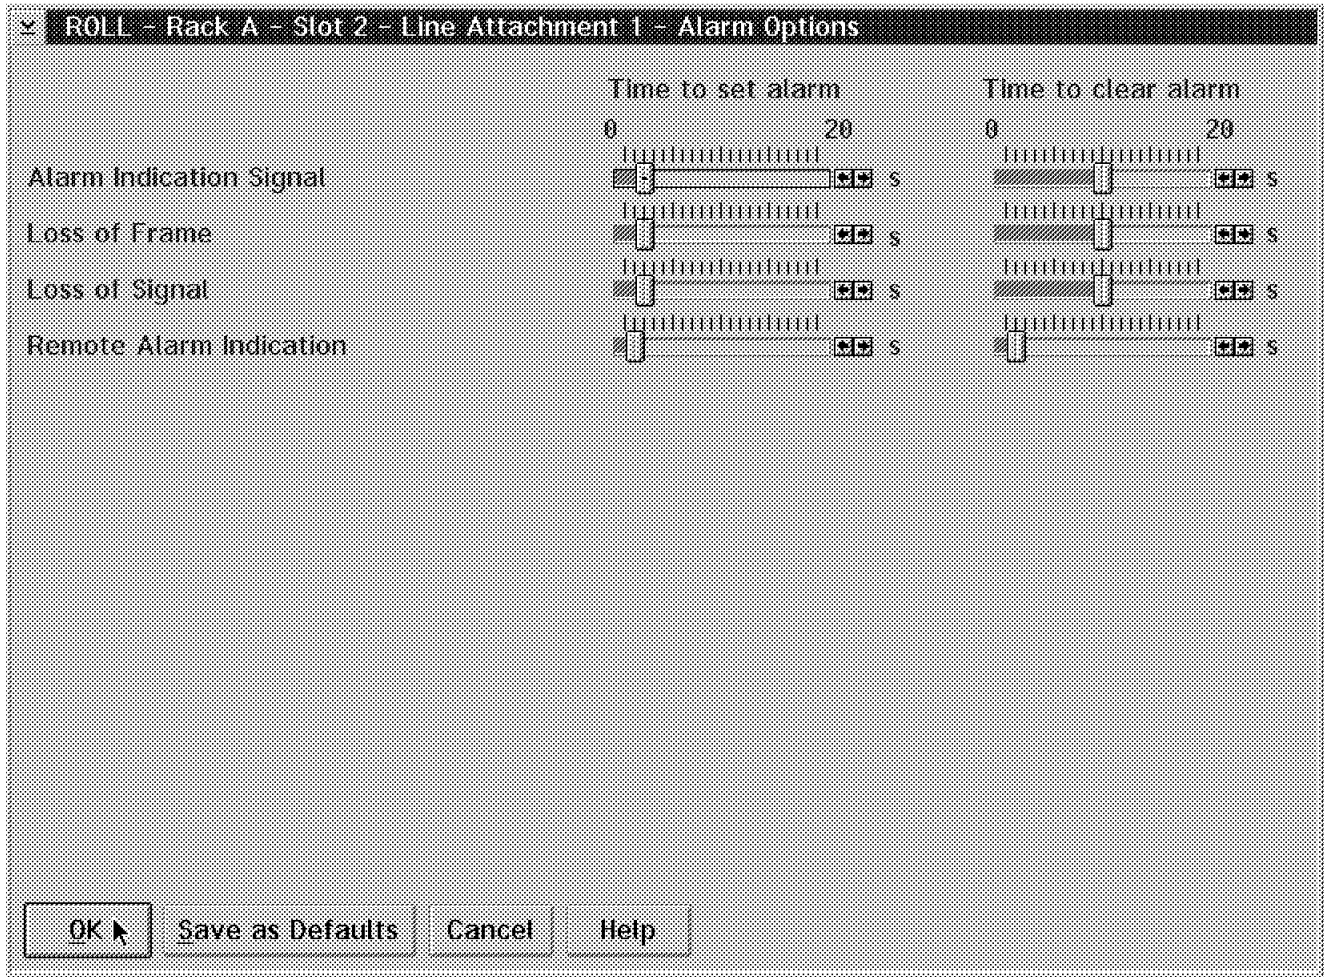 ROLL - Rack A - Slot 2 - Line Attachment 1 - Alarm Options
Time to set alarm Time to clear alarm
0 20 0 20
Alarm Indication Signal s s
Loss of Frame s s
Loss of Signal s s
Remote Alarm Indication s s
OK Save as Defaults Cancel Help